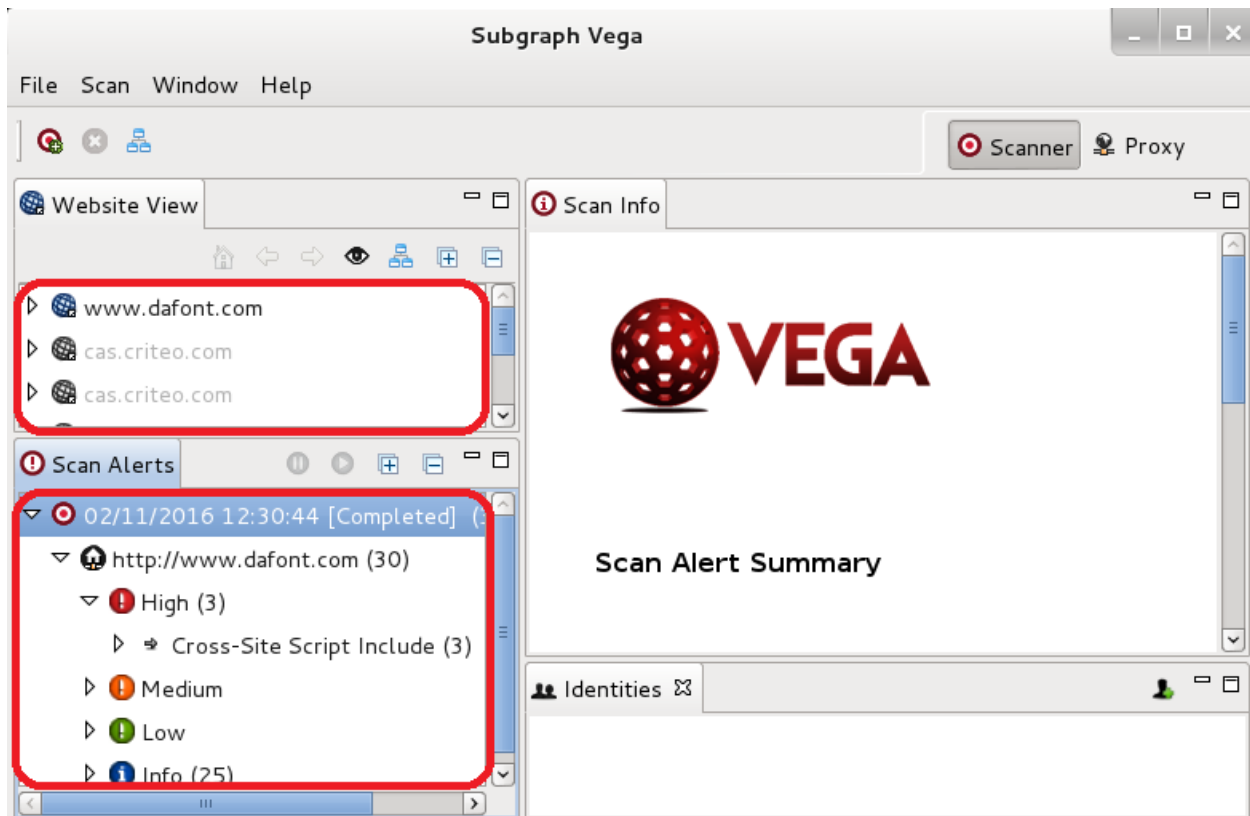 Subgraph Vega
File Scan Window Help
Scanner Proxy
Website View
www.dafont.com
cas.criteo.com
cas.criteo.com
Scan Alerts
02/11/2016 12:30:44 [Completed]
http://www.dafont.com (30)
High (3)
Cross-Site Script Include (3)
Medium
Low
Info (25)
Scan Info
VEGA
Scan Alert Summary
Identities